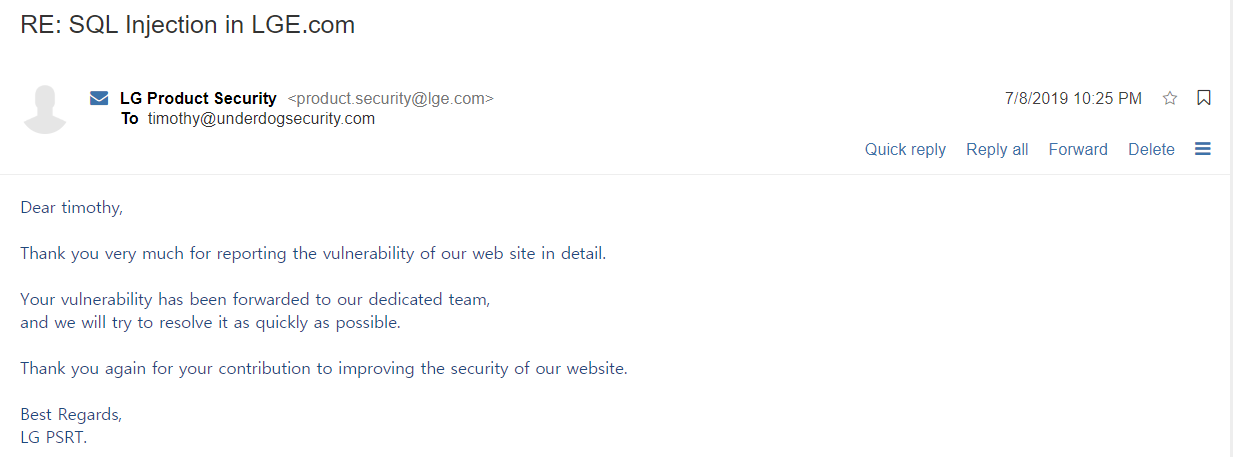 RE: SQL Injection in LGE.com
LG Product Security <product.security@lge.com>
7/8/2019 10:25 PM
To timothy@underdogsecurity.com
Quick reply Reply all Forward Delete
Dear timothy,
Thank you very much for reporting the vulnerability of our web site in detail.
Your vulnerability has been forwarded to our dedicated team,
and we will try to resolve it as quickly as possible.
Thank you again for your contribution to improving the security of our website.
Best Regards,
LG PSRT.